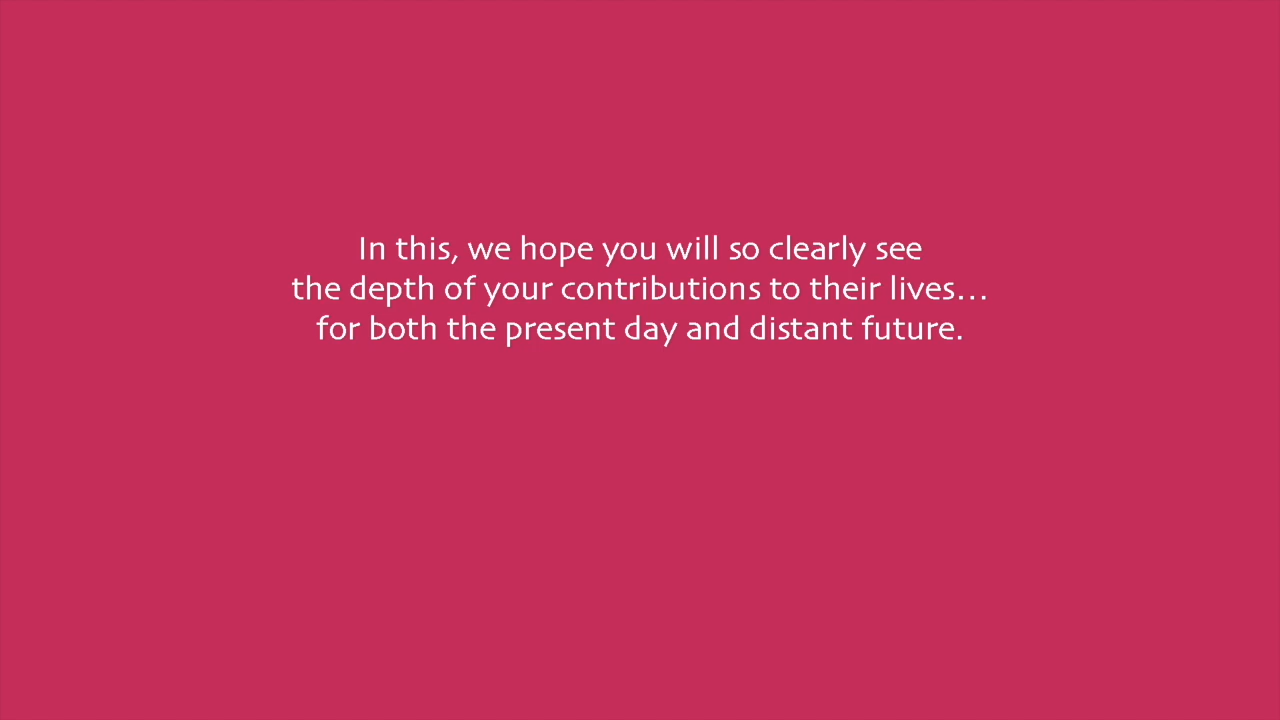 In this, we hope you will so clearly see
the depth of your contributions to their lives…
for both the present day and distant future.